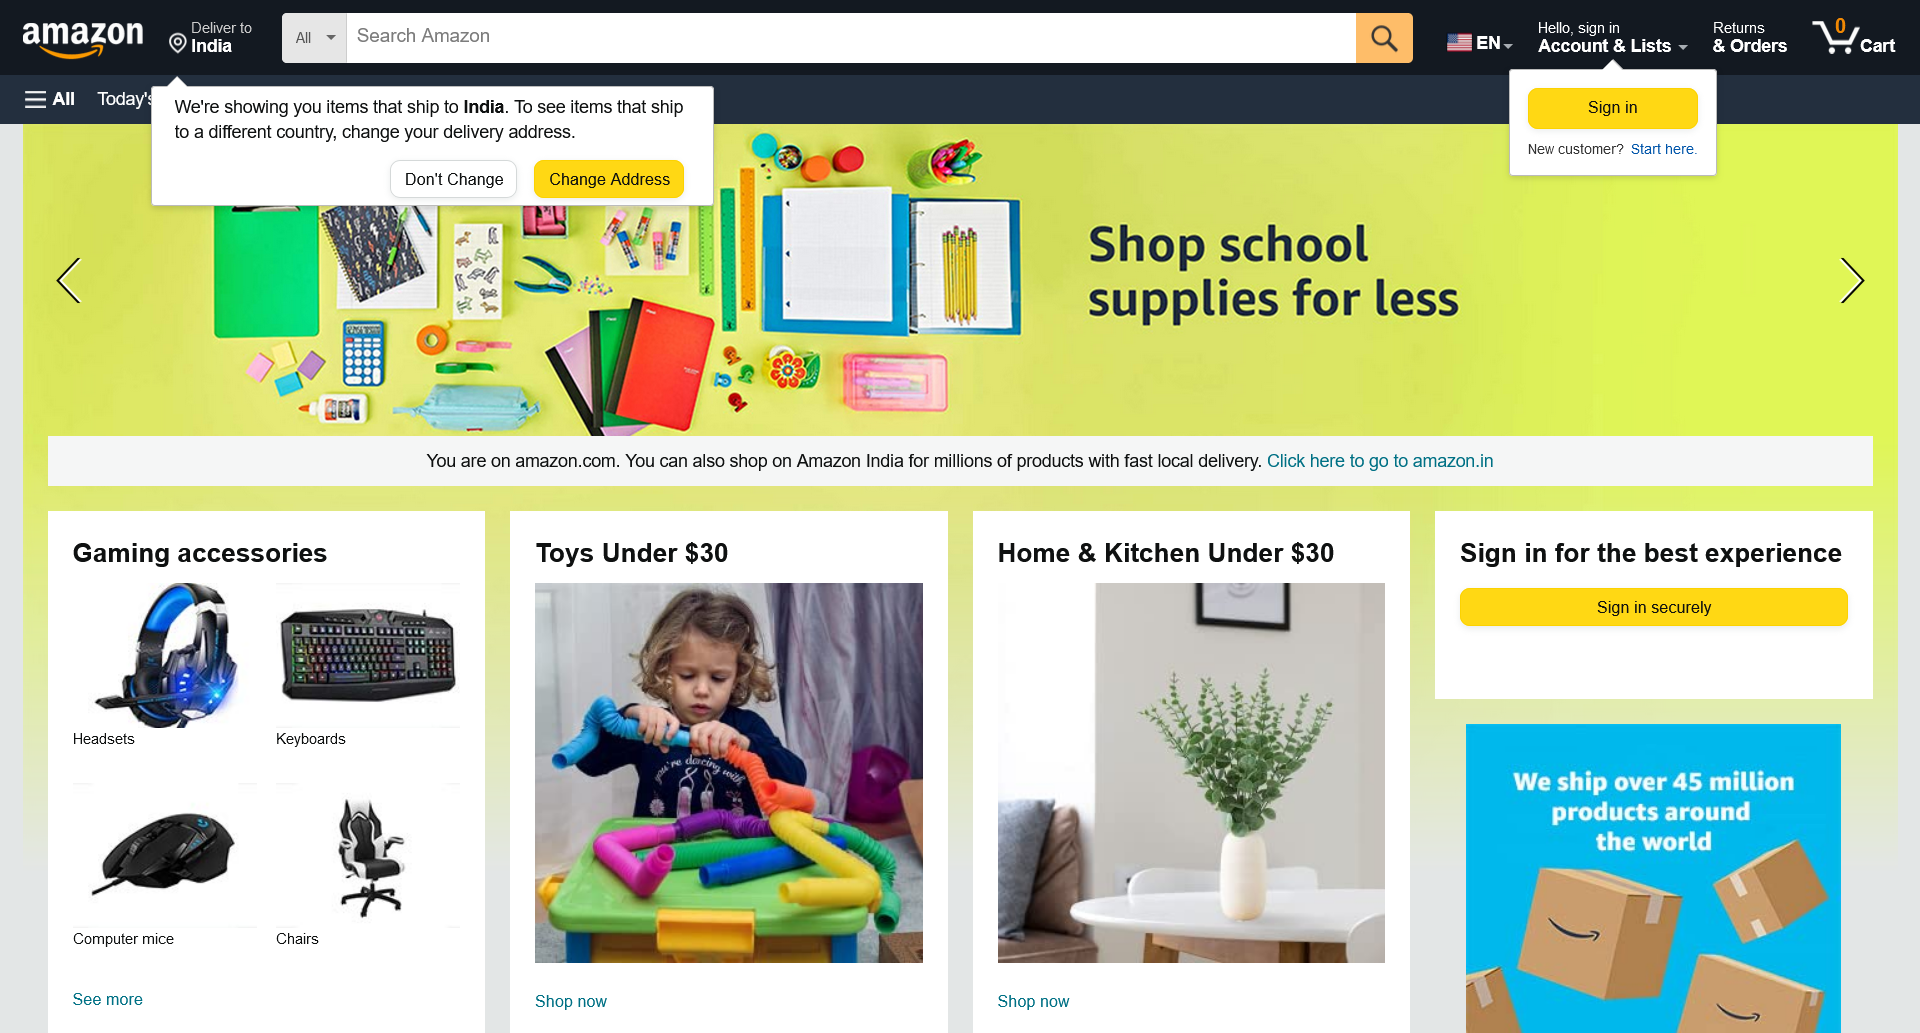 amazon
Deliver to
India
All
Search Amazon
EN
Hello, sign in
Account & Lists
Returns
& Orders
0
Cart
All
Today's
We're showing you items that ship to India. To see items that ship
to a different country, change your delivery address.
Don't Change
Change Address
Sign in
New customer? Start here.
Shop school
supplies for less
You are on amazon.com. You can also shop on Amazon India for millions of products with fast local delivery. Click here to go to amazon.in
Gaming accessories
Headsets
Keyboards
Computer mice
Chairs
See more
Toys Under $30
you're dancing with
Shop now
Home & Kitchen Under $30
Shop now
Sign in for the best experience
Sign in securely
We ship over 45 million
products around
the world